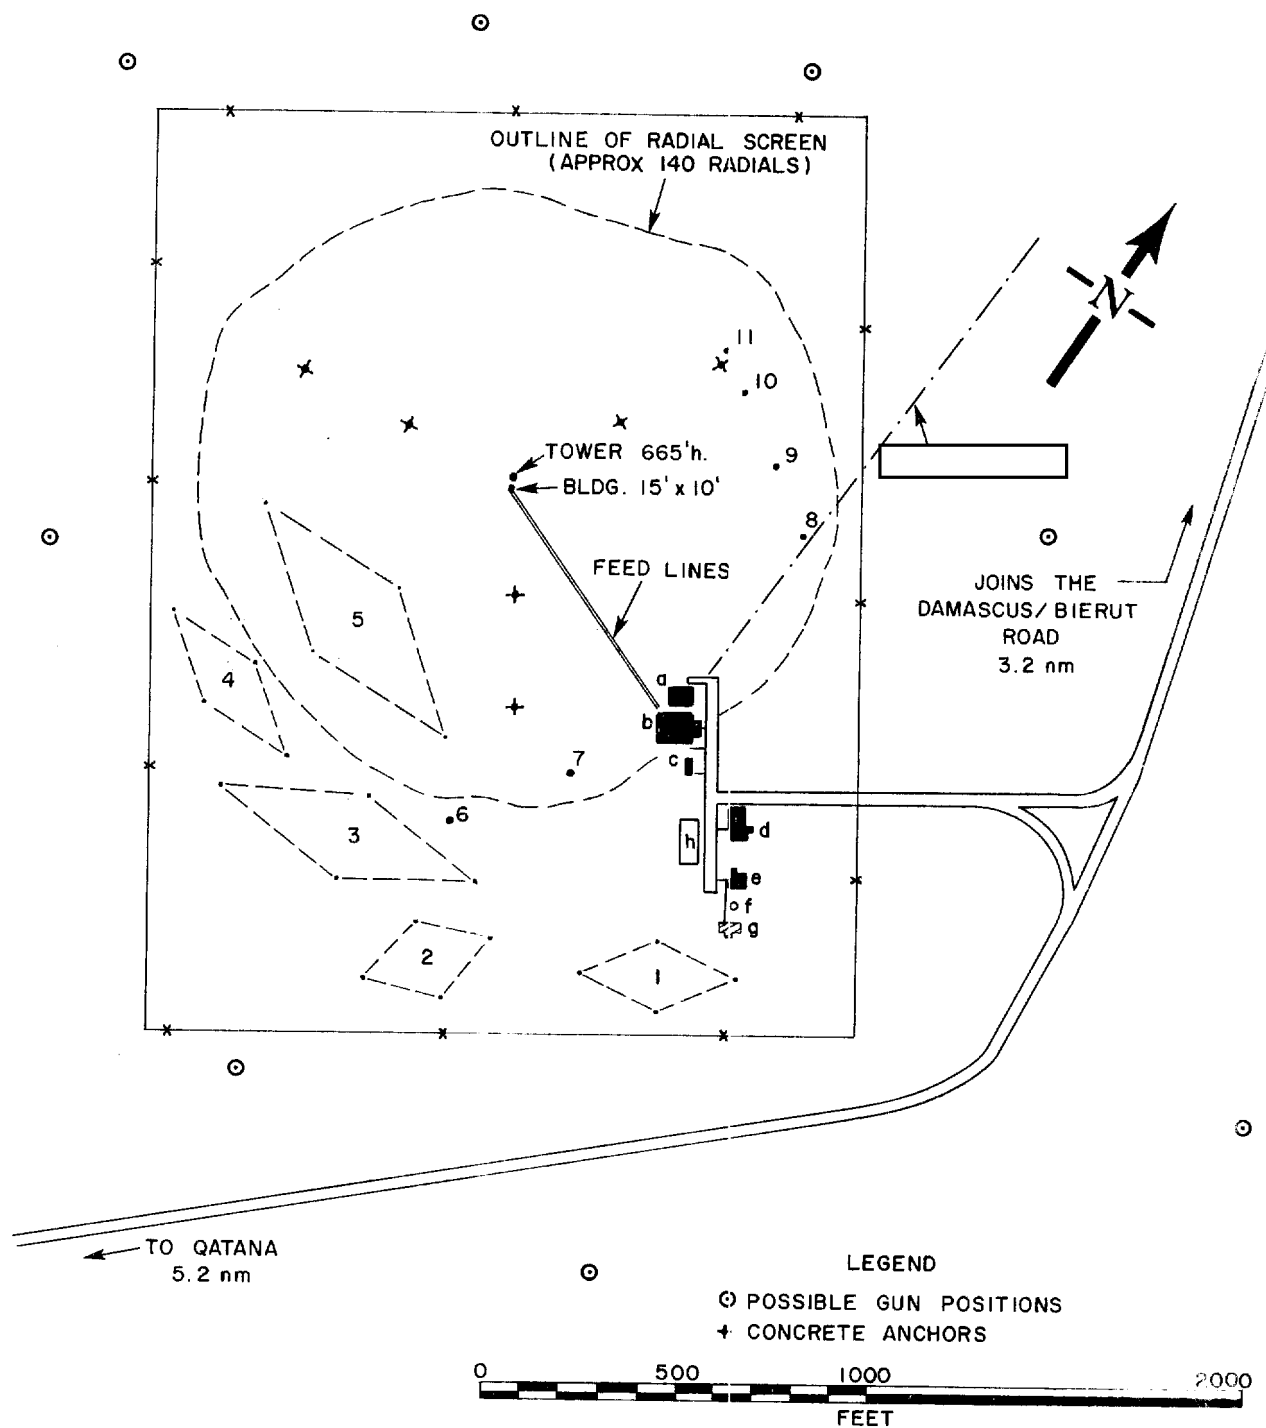 OUTLINE OF RADIAL SCREEN
(APPROX 140 RADIALS)
N
11
10
TOWER 665'h.
9
BLDG. 15' x 10'
8
FEED LINES
JOINS THE
DAMASCUS/BIERUT
ROAD
3.2 nm
5
4
a
b
c
7
6
3
d
h
e
f
g
2
1
TO QATANA
5.2 nm
LEGEND
POSSIBLE GUN POSITIONS
CONCRETE ANCHORS
0 500 1000 2000
FEET